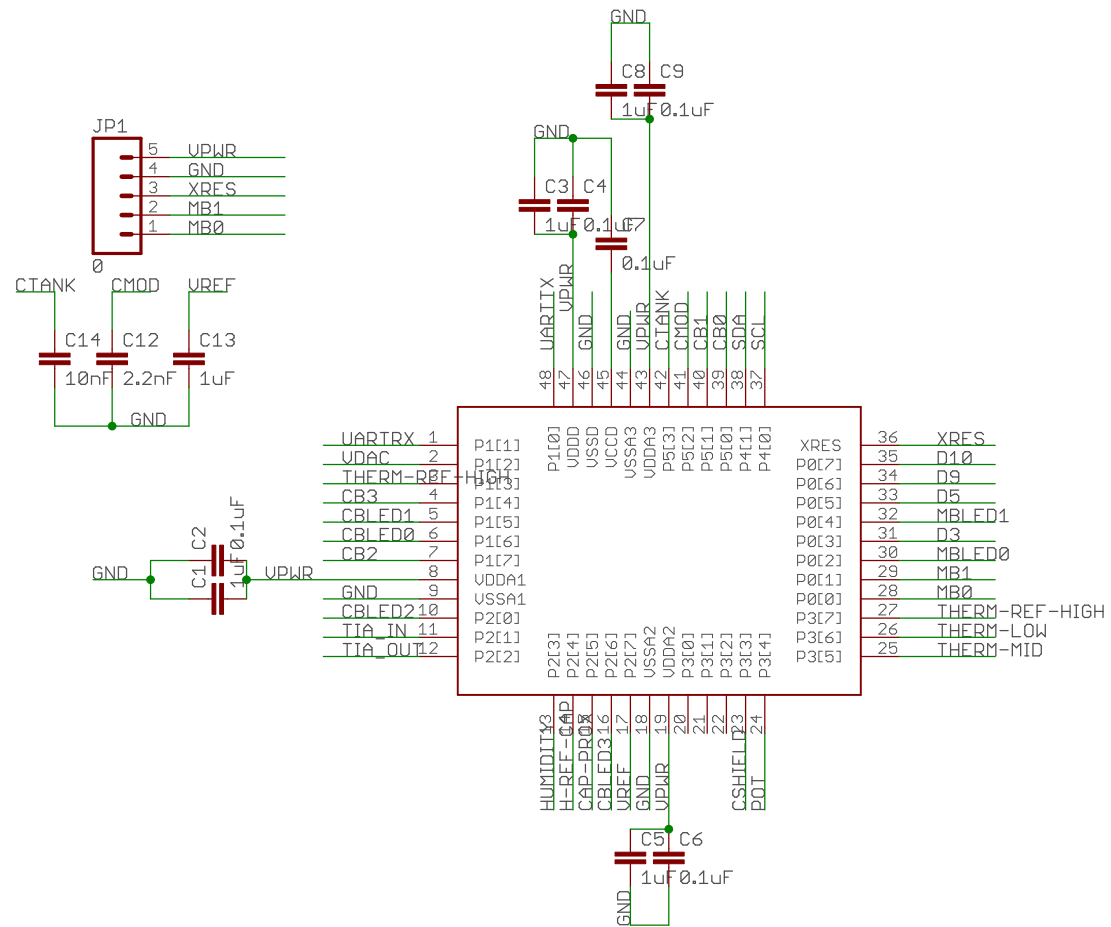 GND
C8 C9
1uF 0.1uF
GND
C3 C4
1uF 0.1uF C7
0.1uF
JP1
5 VPWR
4 GND
3 XRES
2 MB1
1 MB0
0
CTANK CMOD VREF
C14 C12 C13
10nF 2.2nF 1uF
GND
UARTTX VPWR GND GND VPWR CTANK CMOD CB1 CB0 SDA SCL
48 47 46 45 44 43 42 41 40 39 38 37
P1[0] VDDD VSSD VCCD VSSA3 VDDA3 P5[3] P5[2] P5[1] P5[0] P4[1] P4[0]
UARTRX 1 P1[1]
VDAC 2 P1[2]
THERM-REF-HIGH 3 P1[3]
CB3 4 P1[4]
CBLED1 5 P1[5]
CBLED0 6 P1[6]
CB2 7 P1[7]
VPWR 8 VDDA1
GND 9 VSSA1
CBLED2 10 P2[0]
TIA_IN 11 P2[1]
TIA_OUT 12 P2[2]
C2 0.1uF
C1 1uF
GND
XRES 36 XRES
P0[7] 35 D10
P0[6] 34 D9
P0[5] 33 D5
P0[4] 32 MBLED1
P0[3] 31 D3
P0[2] 30 MBLED0
P0[1] 29 MB1
P0[0] 28 MB0
P3[7] 27 THERM-REF-HIGH
P3[6] 26 THERM-LOW
P3[5] 25 THERM-MID
P2[3] P2[4] P2[5] P2[6] P2[7] VSSA2 VDDA2 P3[0] P3[1] P3[2] P3[3] P3[4]
13 14 15 16 17 18 19 20 21 22 23 24
HUMIDITY H-REF-CAP CAP-PROX CBLED3 VREF GND VPWR CSHIELD POT
C5 C6
1uF 0.1uF
GND